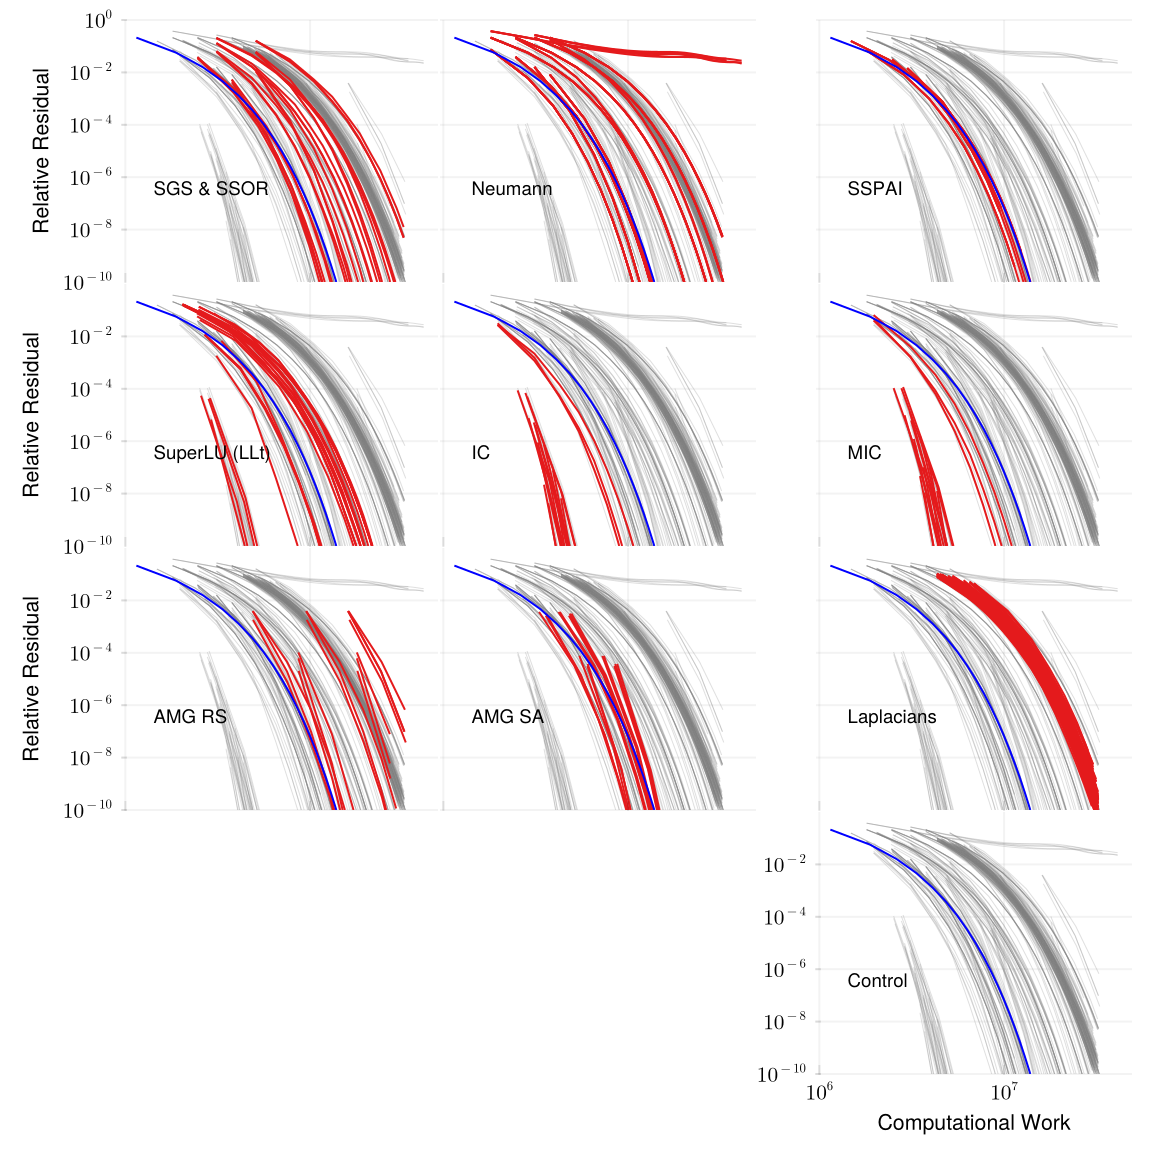 10^0
10^-2
10^-4
10^-6
10^-8
10^-10
Relative Residual
SGS & SSOR
Neumann
SSPAI
10^-2
10^-4
10^-6
10^-8
10^-10
Relative Residual
SuperLU (LLt)
IC
MIC
10^-2
10^-4
10^-6
10^-8
10^-10
Relative Residual
AMG RS
AMG SA
Laplacians
10^-2
10^-4
10^-6
10^-8
10^-10
Control
10^6 10^7
Computational Work